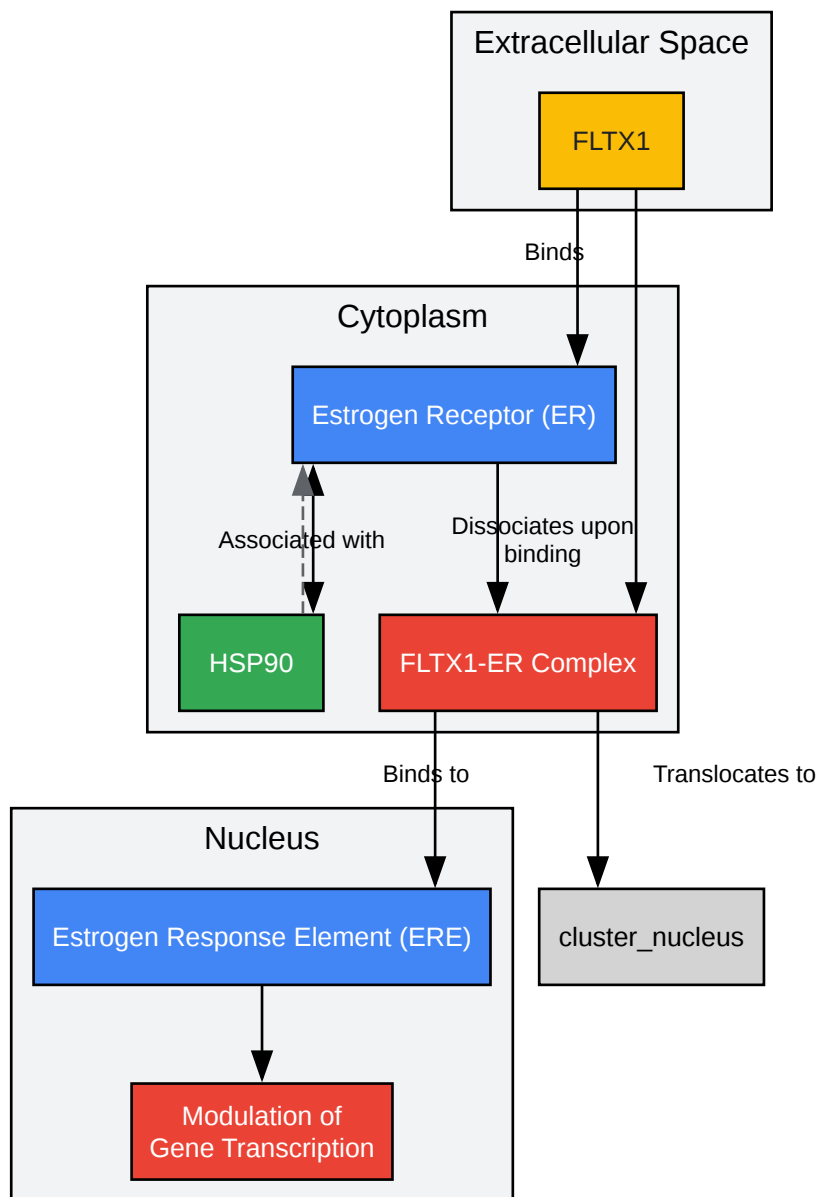 Extracellular Space
FLTX1
Binds
Cytoplasm
Estrogen Receptor (ER)
Associated with
Dissociates upon
binding
HSP90
FLTX1-ER Complex
Binds to
Translocates to
Nucleus
Estrogen Response Element (ERE)
cluster_nucleus
Modulation of
Gene Transcription